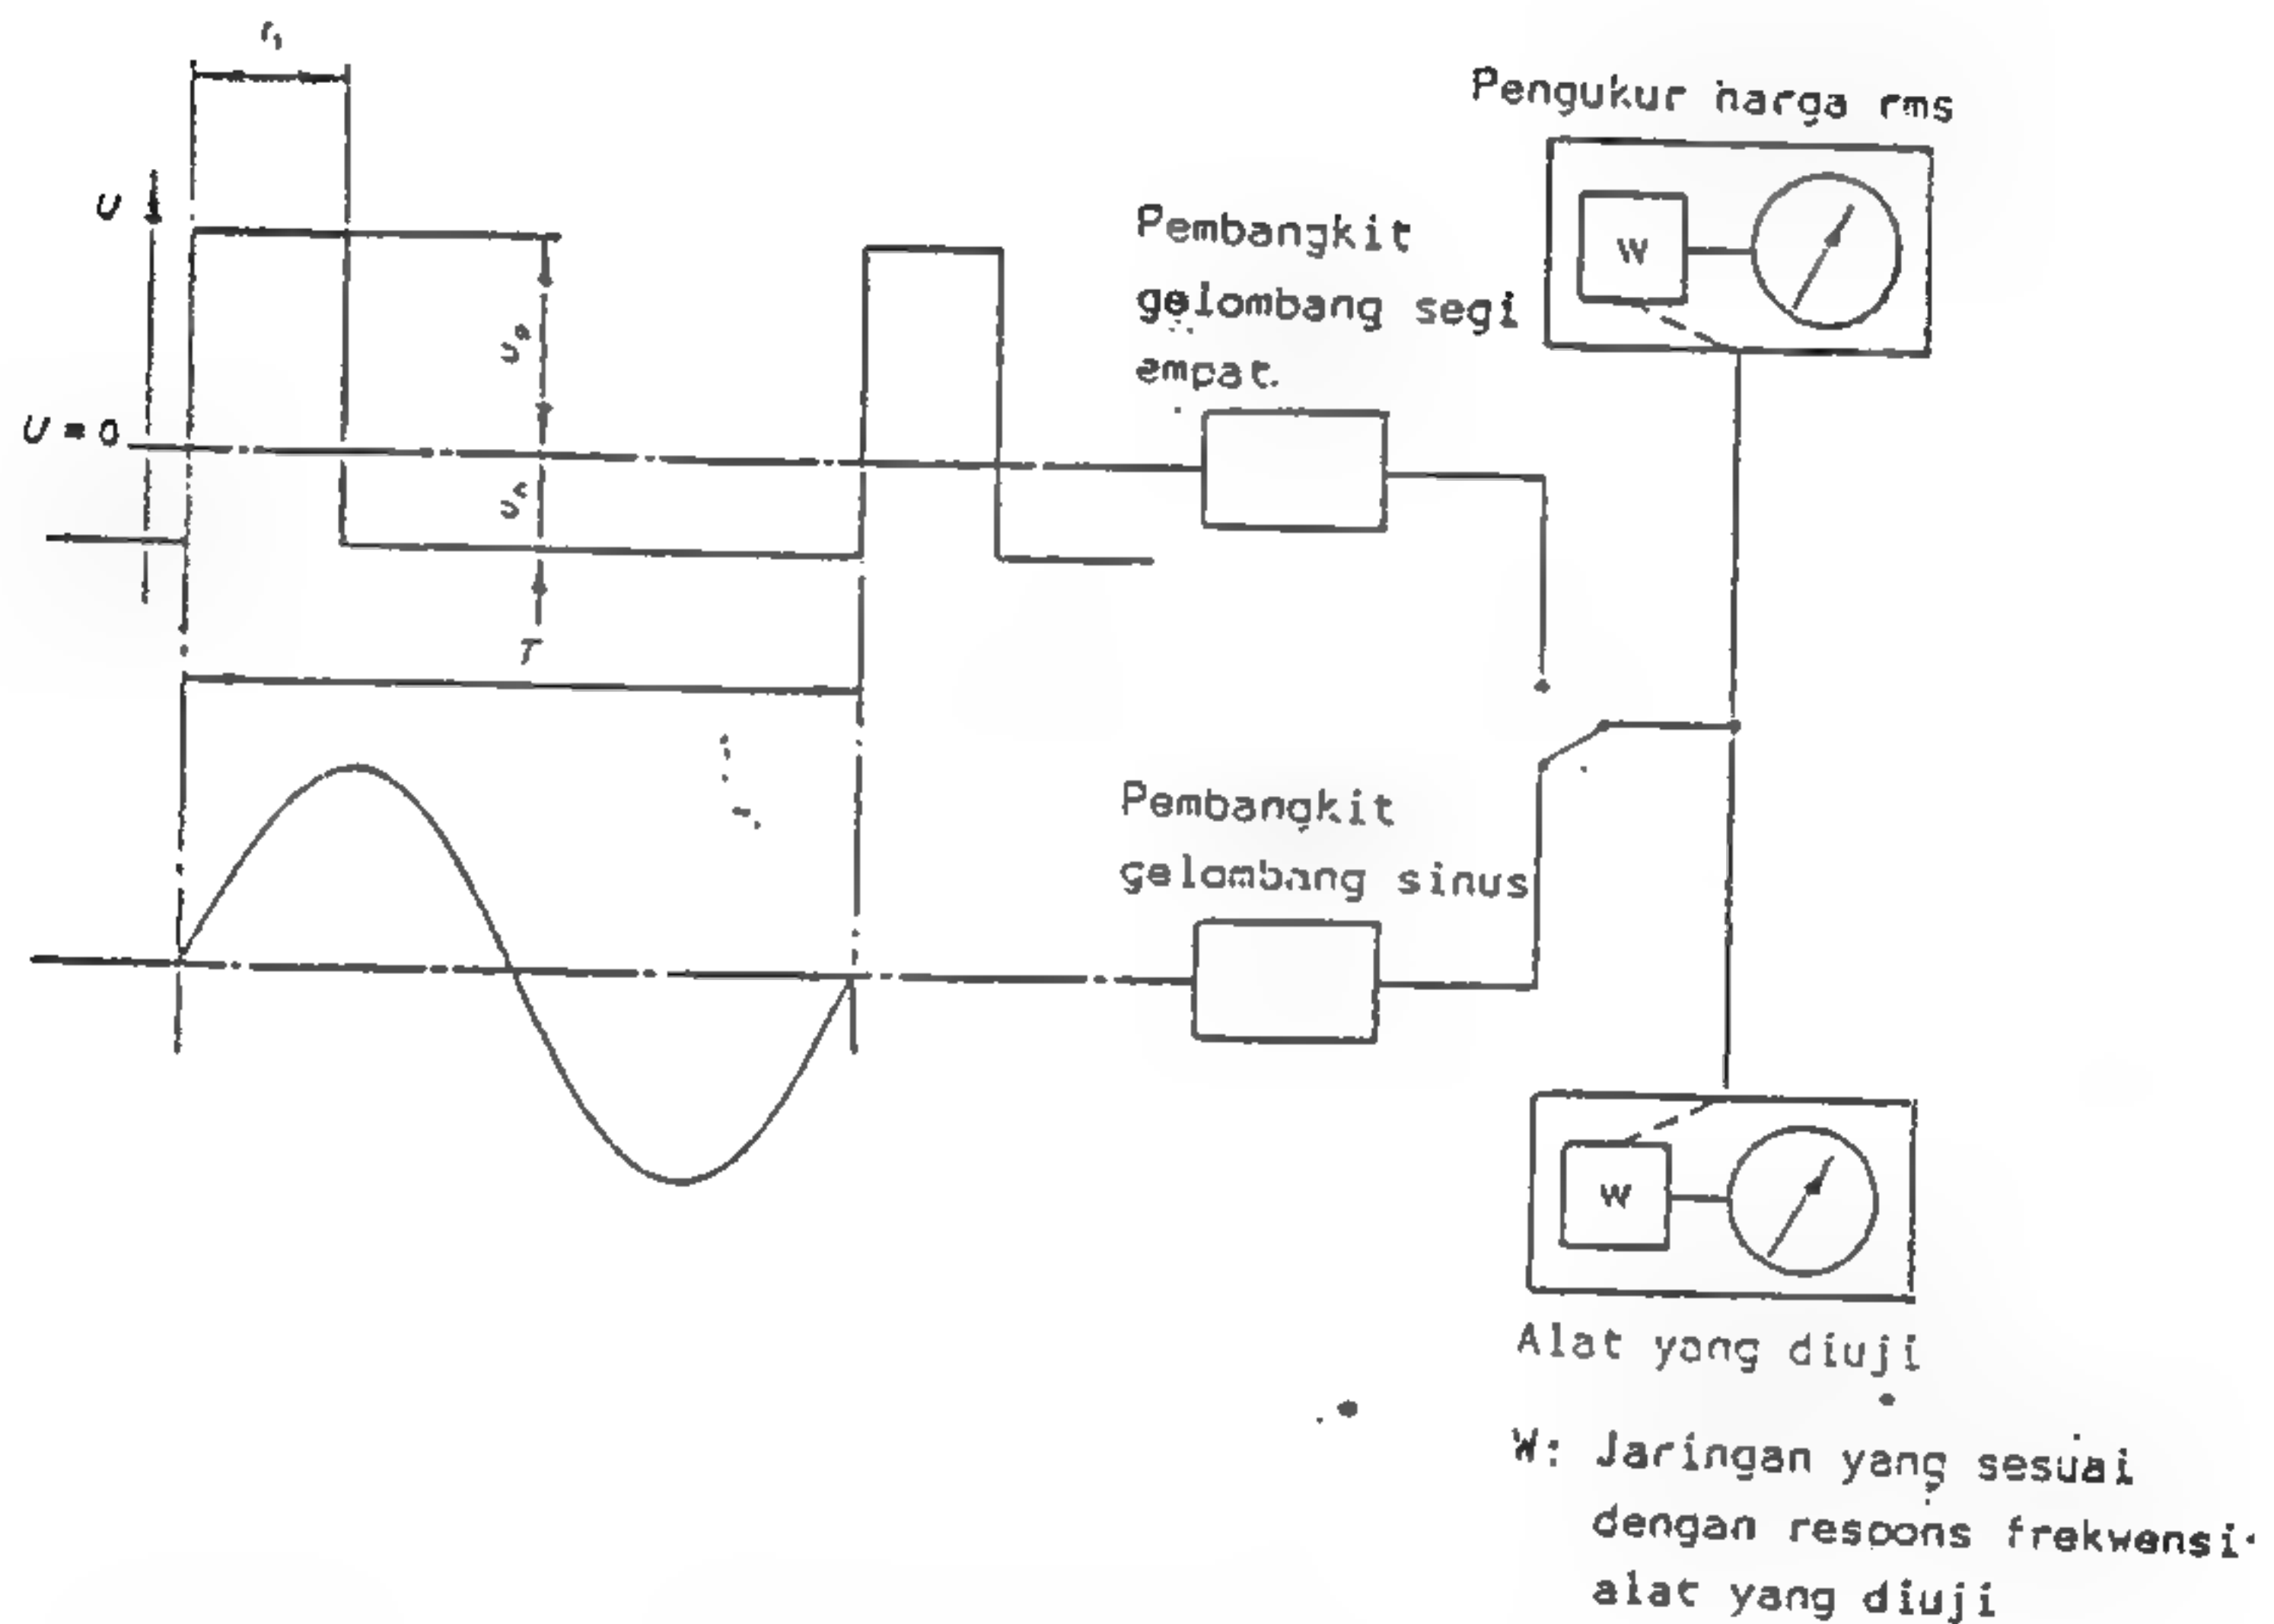 U
U = 0
T
Pengukur harga rms
W
Pembangkit
gelombang segi
empat.
Pembangkit
gelombang sinus
W
Alat yang diuji
W: Jaringan yang sesuai
dengan respons frekwensi
alat yang diuji